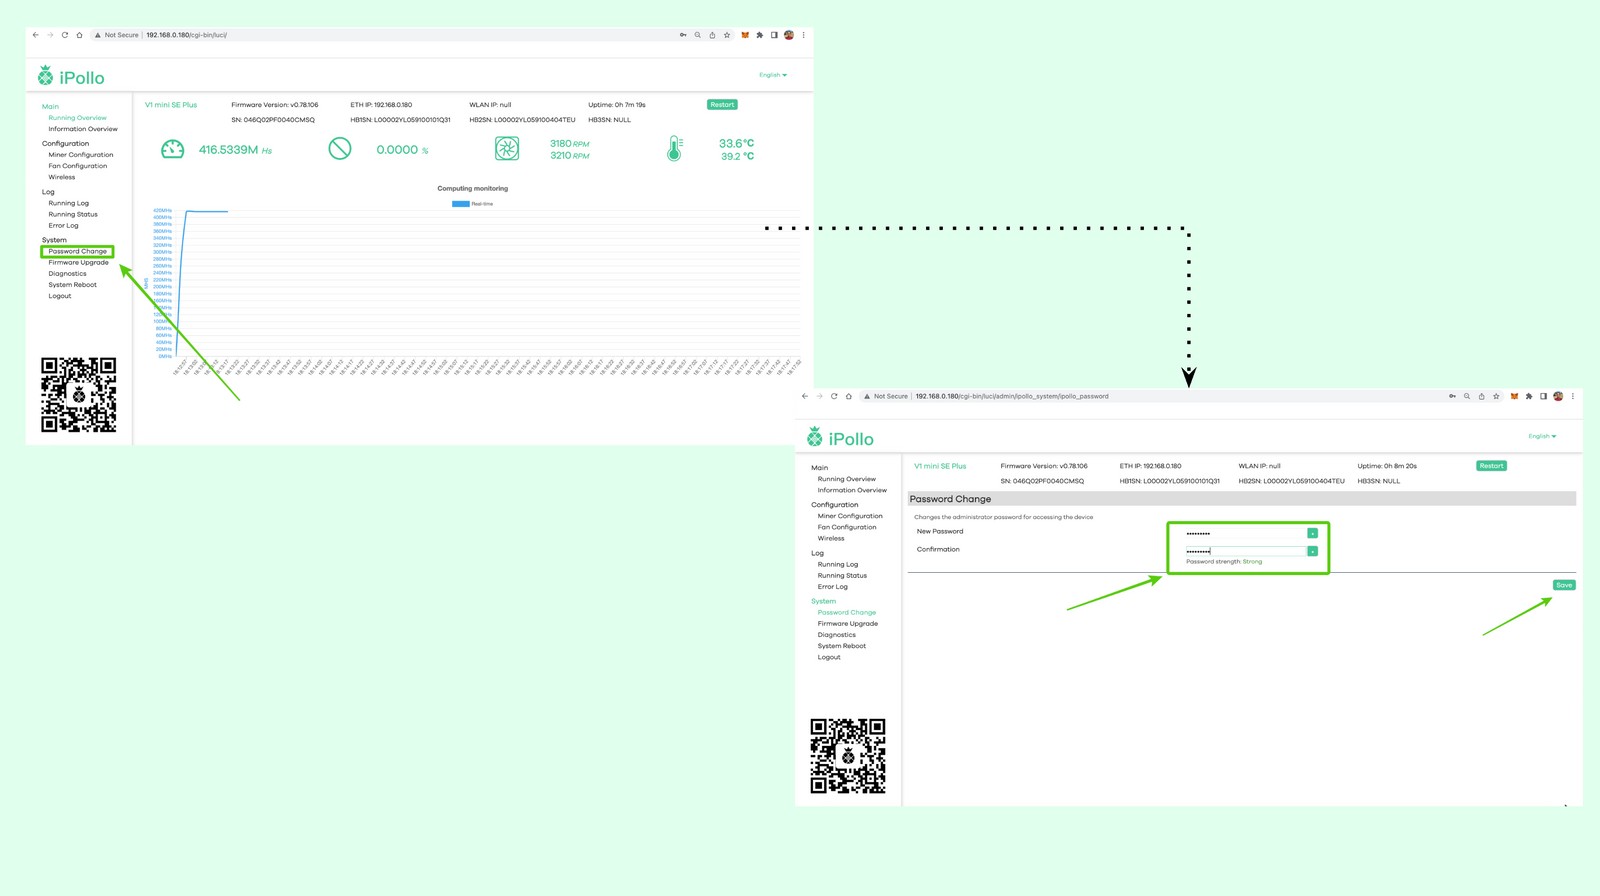 Not Secure | 192.168.0.180/cgi-bin/luci/
iPollo
English
Main
Running Overview
Information Overview
Configuration
Miner Configuration
Fan Configuration
Wireless
Log
Running Log
Running Status
Error Log
System
Password Change
Firmware Upgrade
Diagnostics
System Reboot
Logout
V1 mini SE Plus
Firmware Version: v0.78.106
ETH IP: 192.168.0.180
WLAN IP: null
Uptime: 0h 7m 19s
Restart
SN: 046Q02PF0040CMSQ
HB1SN: L00002YL059100101Q31
HB2SN: L00002YL059100404TEU
HB3SN: NULL
416.5339M Hs
0.0000 %
3180 RPM
3210 RPM
33.6°C
39.2 °C
Computing monitoring
Real-time
Not Secure | 192.168.0.180/cgi-bin/luci/admin/ipollo_system/ipollo_password
iPollo
English
Main
Running Overview
Information Overview
Configuration
Miner Configuration
Fan Configuration
Wireless
Log
Running Log
Running Status
Error Log
System
Password Change
Firmware Upgrade
Diagnostics
System Reboot
Logout
V1 mini SE Plus
Firmware Version: v0.78.106
ETH IP: 192.168.0.180
WLAN IP: null
Uptime: 0h 8m 20s
Restart
SN: 046Q02PF0040CMSQ
HB1SN: L00002YL059100101Q31
HB2SN: L00002YL059100404TEU
HB3SN: NULL
Password Change
Changes the administrator password for accessing the device
New Password
Confirmation
Password strength: Strong
Save